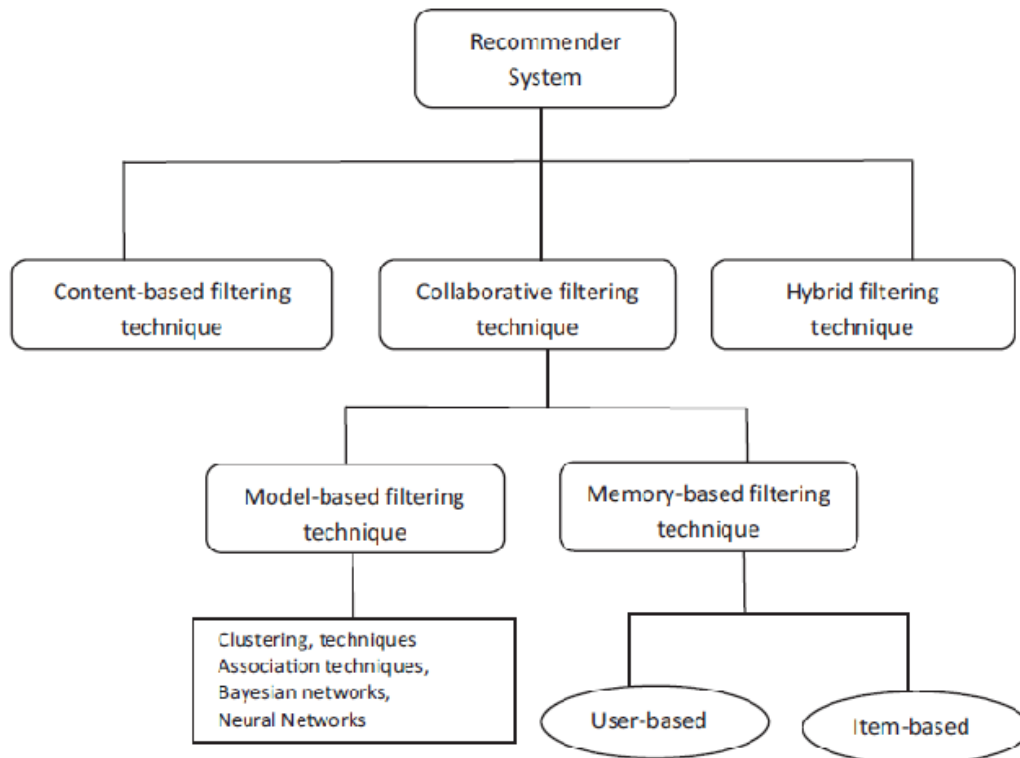 Recommender
System
Content-based filtering
technique
Collaborative filtering
technique
Hybrid filtering
technique
Model-based filtering
technique
Memory-based filtering
technique
Clustering, techniques
Association techniques,
Bayesian networks,
Neural Networks
User-based
Item-based